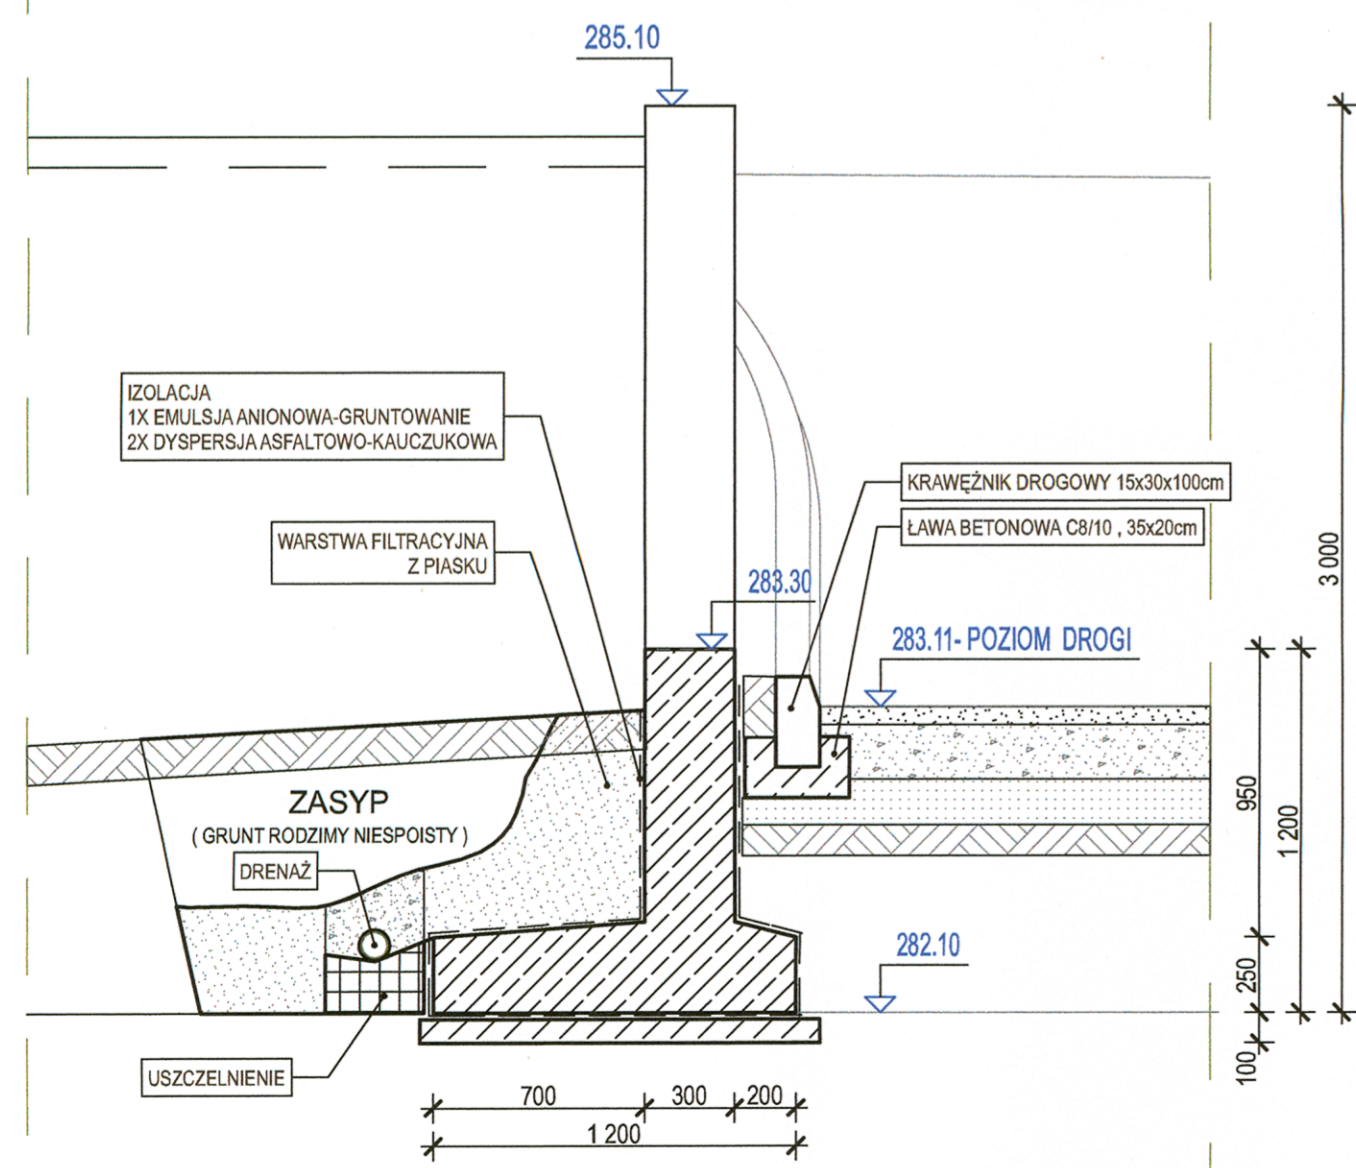 285.10
IZOLACJA
1X EMULSJA ANIONOWA-GRUNTOWANIE
2X DYSPERSJA ASFALTOWO-KAUCZUKOWA
KRAWĘŻNIK DROGOWY 15x30x100cm
ŁAWA BETONOWA C8/10 , 35x20cm
WARSTWA FILTRACYJNA
Z PIASKU
283.30
3 000
283.11- POZIOM DROGI
ZASYP
( GRUNT RODZIMY NIESPOISTY )
DRENAŻ
950
1 200
282.10
250
100
USZCZELNIENIE
700
300
200
1 200